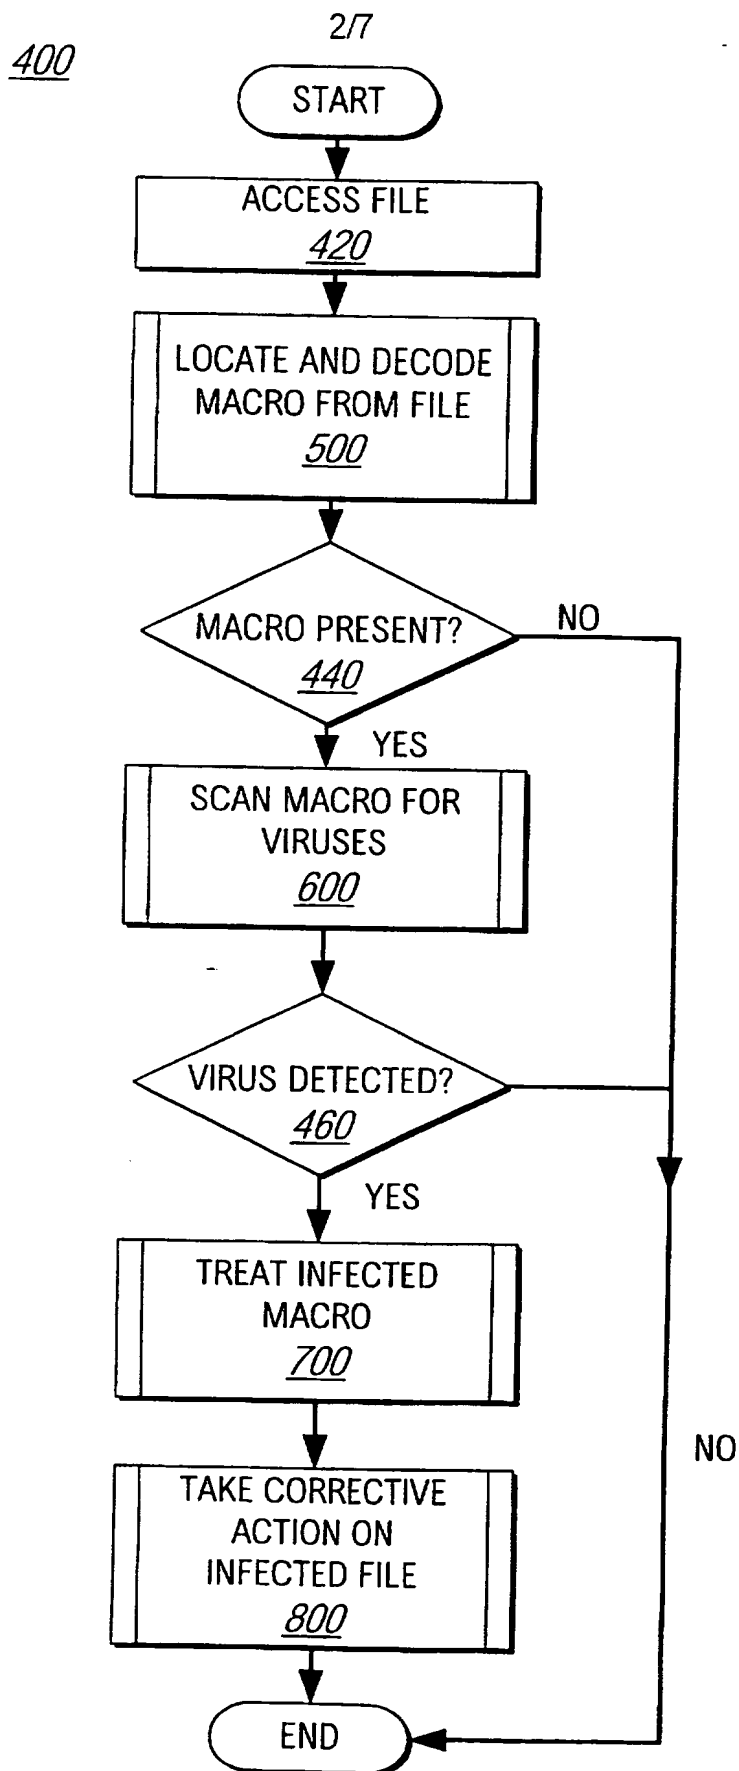 2/7
400
START
ACCESS FILE
420
LOCATE AND DECODE
MACRO FROM FILE
500
MACRO PRESENT?
440
NO
YES
SCAN MACRO FOR
VIRUSES
600
VIRUS DETECTED?
460
YES
TREAT INFECTED
MACRO
700
NO
TAKE CORRECTIVE
ACTION ON
INFECTED FILE
800
END